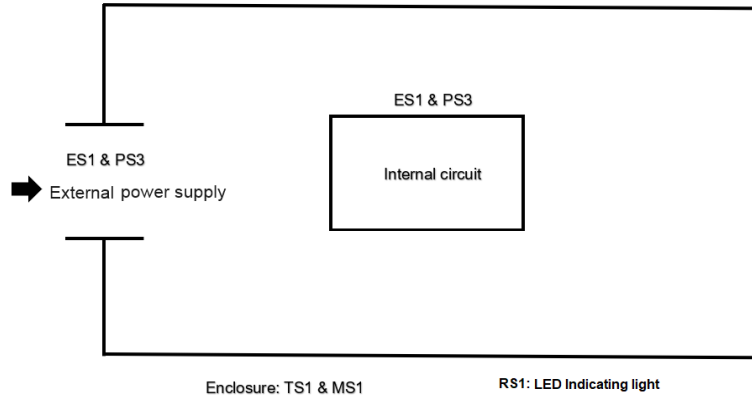 ES1 & PS3
ES1 & PS3
External power supply
Internal circuit
Enclosure: TS1 & MS1
RS1: LED Indicating light